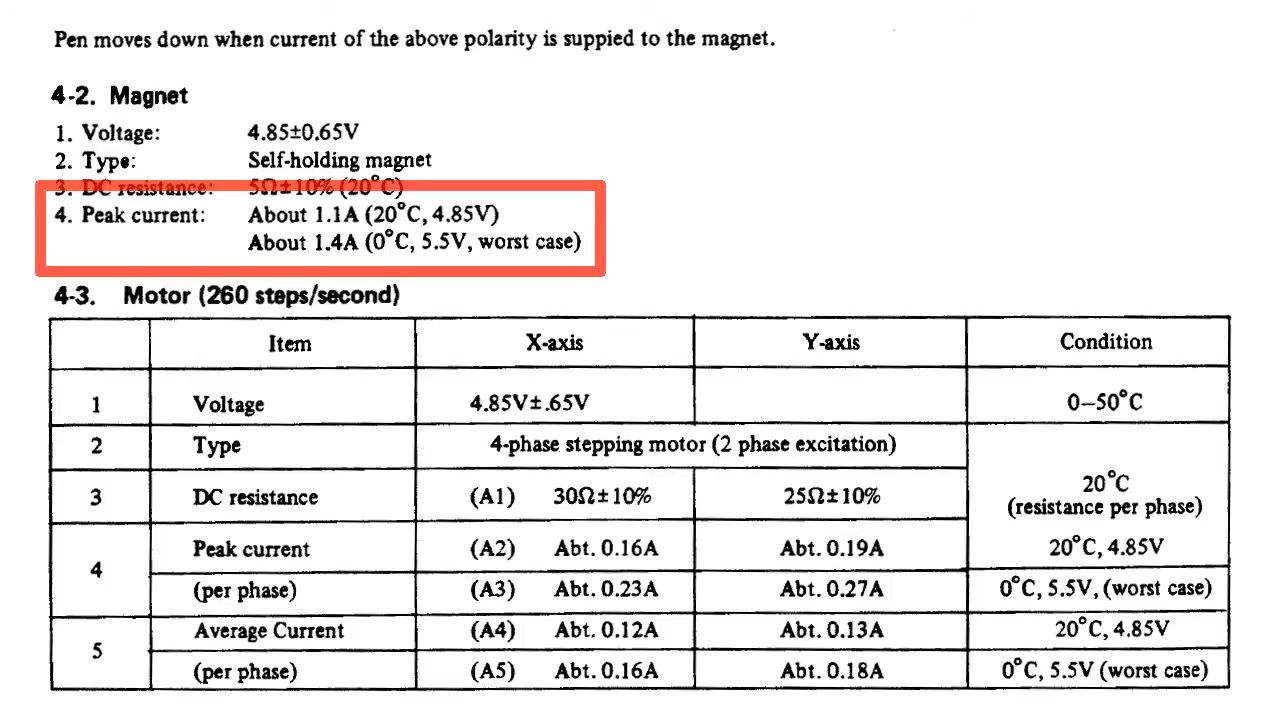 Pen moves down when current of the above polarity is suppied to the magnet.
4-2. Magnet
1. Voltage: 4.85±0.65V
2. Type: Self-holding magnet
3. DC resistance: 5Ω±10% (20°C)
4. Peak current: About 1.1A (20°C, 4.85V)
About 1.4A (0°C, 5.5V, worst case)
4-3. Motor (260 steps/second)
Item X-axis Y-axis Condition
1 Voltage 4.85V±.65V 0–50°C
2 Type 4-phase stepping motor (2 phase excitation)
3 DC resistance (A1) 30Ω±10% 25Ω±10% 20°C
(resistance per phase)
4 Peak current (A2) Abt. 0.16A Abt. 0.19A 20°C, 4.85V
(per phase) (A3) Abt. 0.23A Abt. 0.27A 0°C, 5.5V, (worst case)
5 Average Current (A4) Abt. 0.12A Abt. 0.13A 20°C, 4.85V
(per phase) (A5) Abt. 0.16A Abt. 0.18A 0°C, 5.5V (worst case)